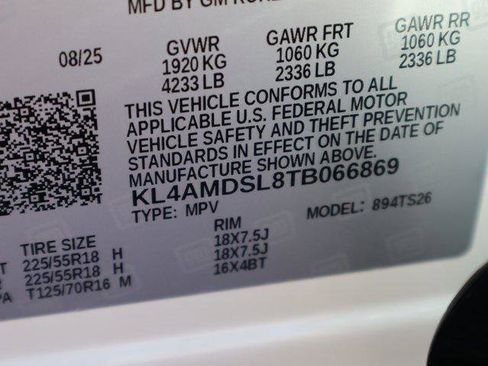 MFD BY GM KORE
08/25 GVWR GAWR FRT GAWR RR
1920 KG 1060 KG 1060 KG
4233 LB 2336 LB 2336 LB
THIS VEHICLE CONFORMS TO ALL
APPLICABLE U.S. FEDERAL MOTOR
VEHICLE SAFETY AND THEFT PREVENTION
STANDARDS IN EFFECT ON THE DATE OF
MANUFACTURE SHOWN ABOVE.
KL4AMDSL8TB066869
TYPE: MPV MODEL: 894TS26
TIRE SIZE RIM
T 225/55R18 H 18X7.5J
225/55R18 H 18X7.5J
PA T125/70R16 M 16X4BT